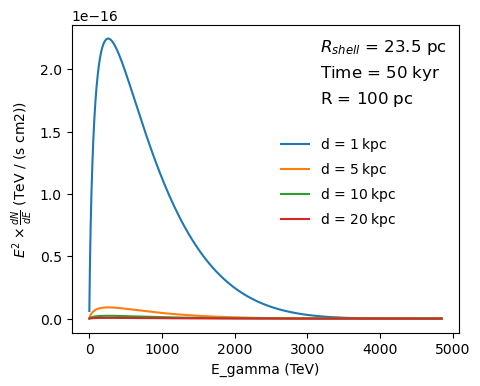 1e−16
R_shell = 23.5 pc
Time = 50 kyr
R = 100 pc
d = 1 kpc
d = 5 kpc
d = 10 kpc
d = 20 kpc
E² × dN/dE (TeV / (s cm2))
2.0
1.5
1.0
0.5
0.0
0 1000 2000 3000 4000 5000
E_gamma (TeV)